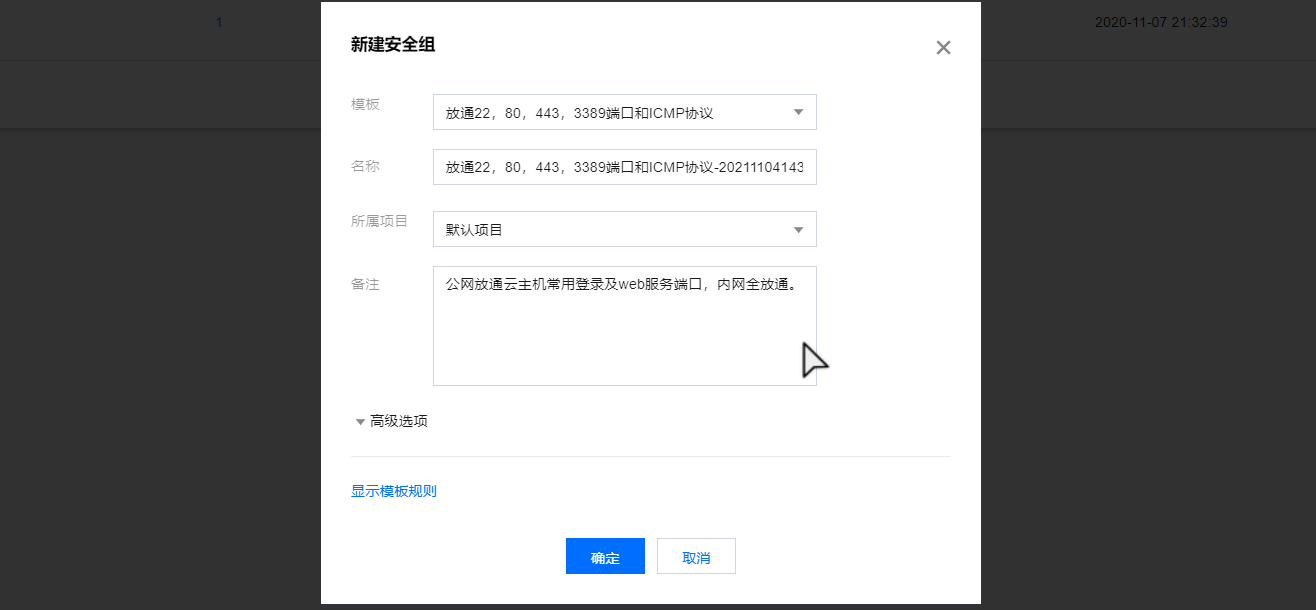 1
2020-11-07 21:32:39
新建安全组
模板
放通22，80，443，3389端口和ICMP协议
名称
放通22，80，443，3389端口和ICMP协议-20211104143
所属项目
默认项目
备注
公网放通云主机常用登录及web服务端口，内网全放通。
高级选项
显示模板规则
确定
取消